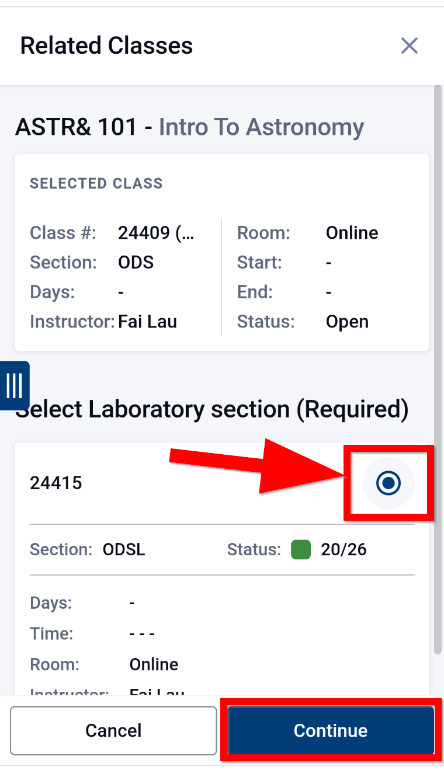 Related Classes
ASTR& 101 - Intro To Astronomy
SELECTED CLASS
Class #: 24409 (...
Section: ODS
Days: -
Instructor: Fai Lau
Room: Online
Start: -
End: -
Status: Open
Select Laboratory section (Required)
24415
Section: ODSL Status: 20/26
Days: -
Time: - - -
Room: Online
Instructor: Fai Lau
Cancel Continue